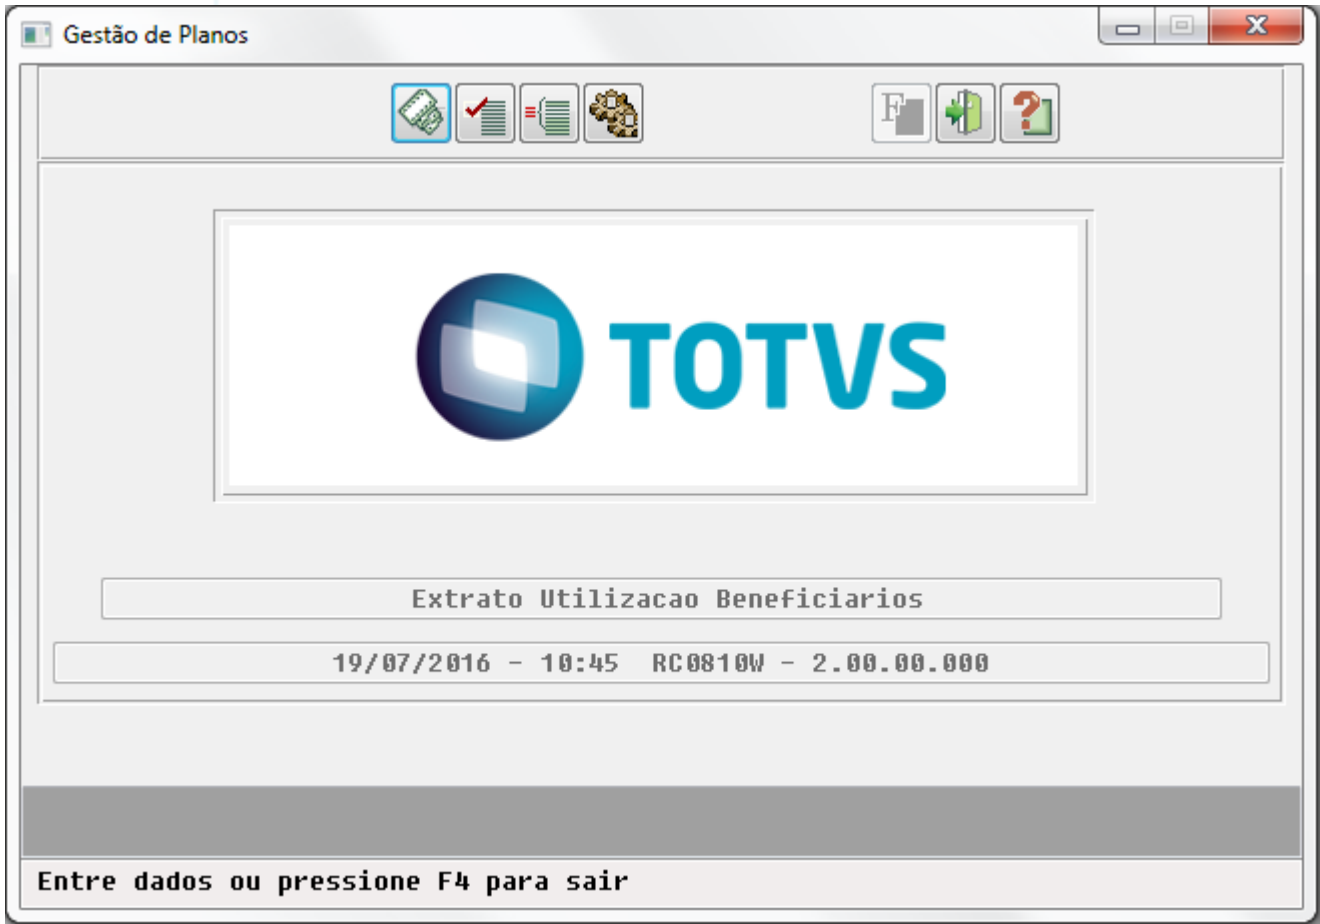 Gestão de Planos
F
TOTVS
Extrato Utilizacao Beneficiarios
19/07/2016 - 10:45 RC0810W - 2.00.00.000
Entre dados ou pressione F4 para sair